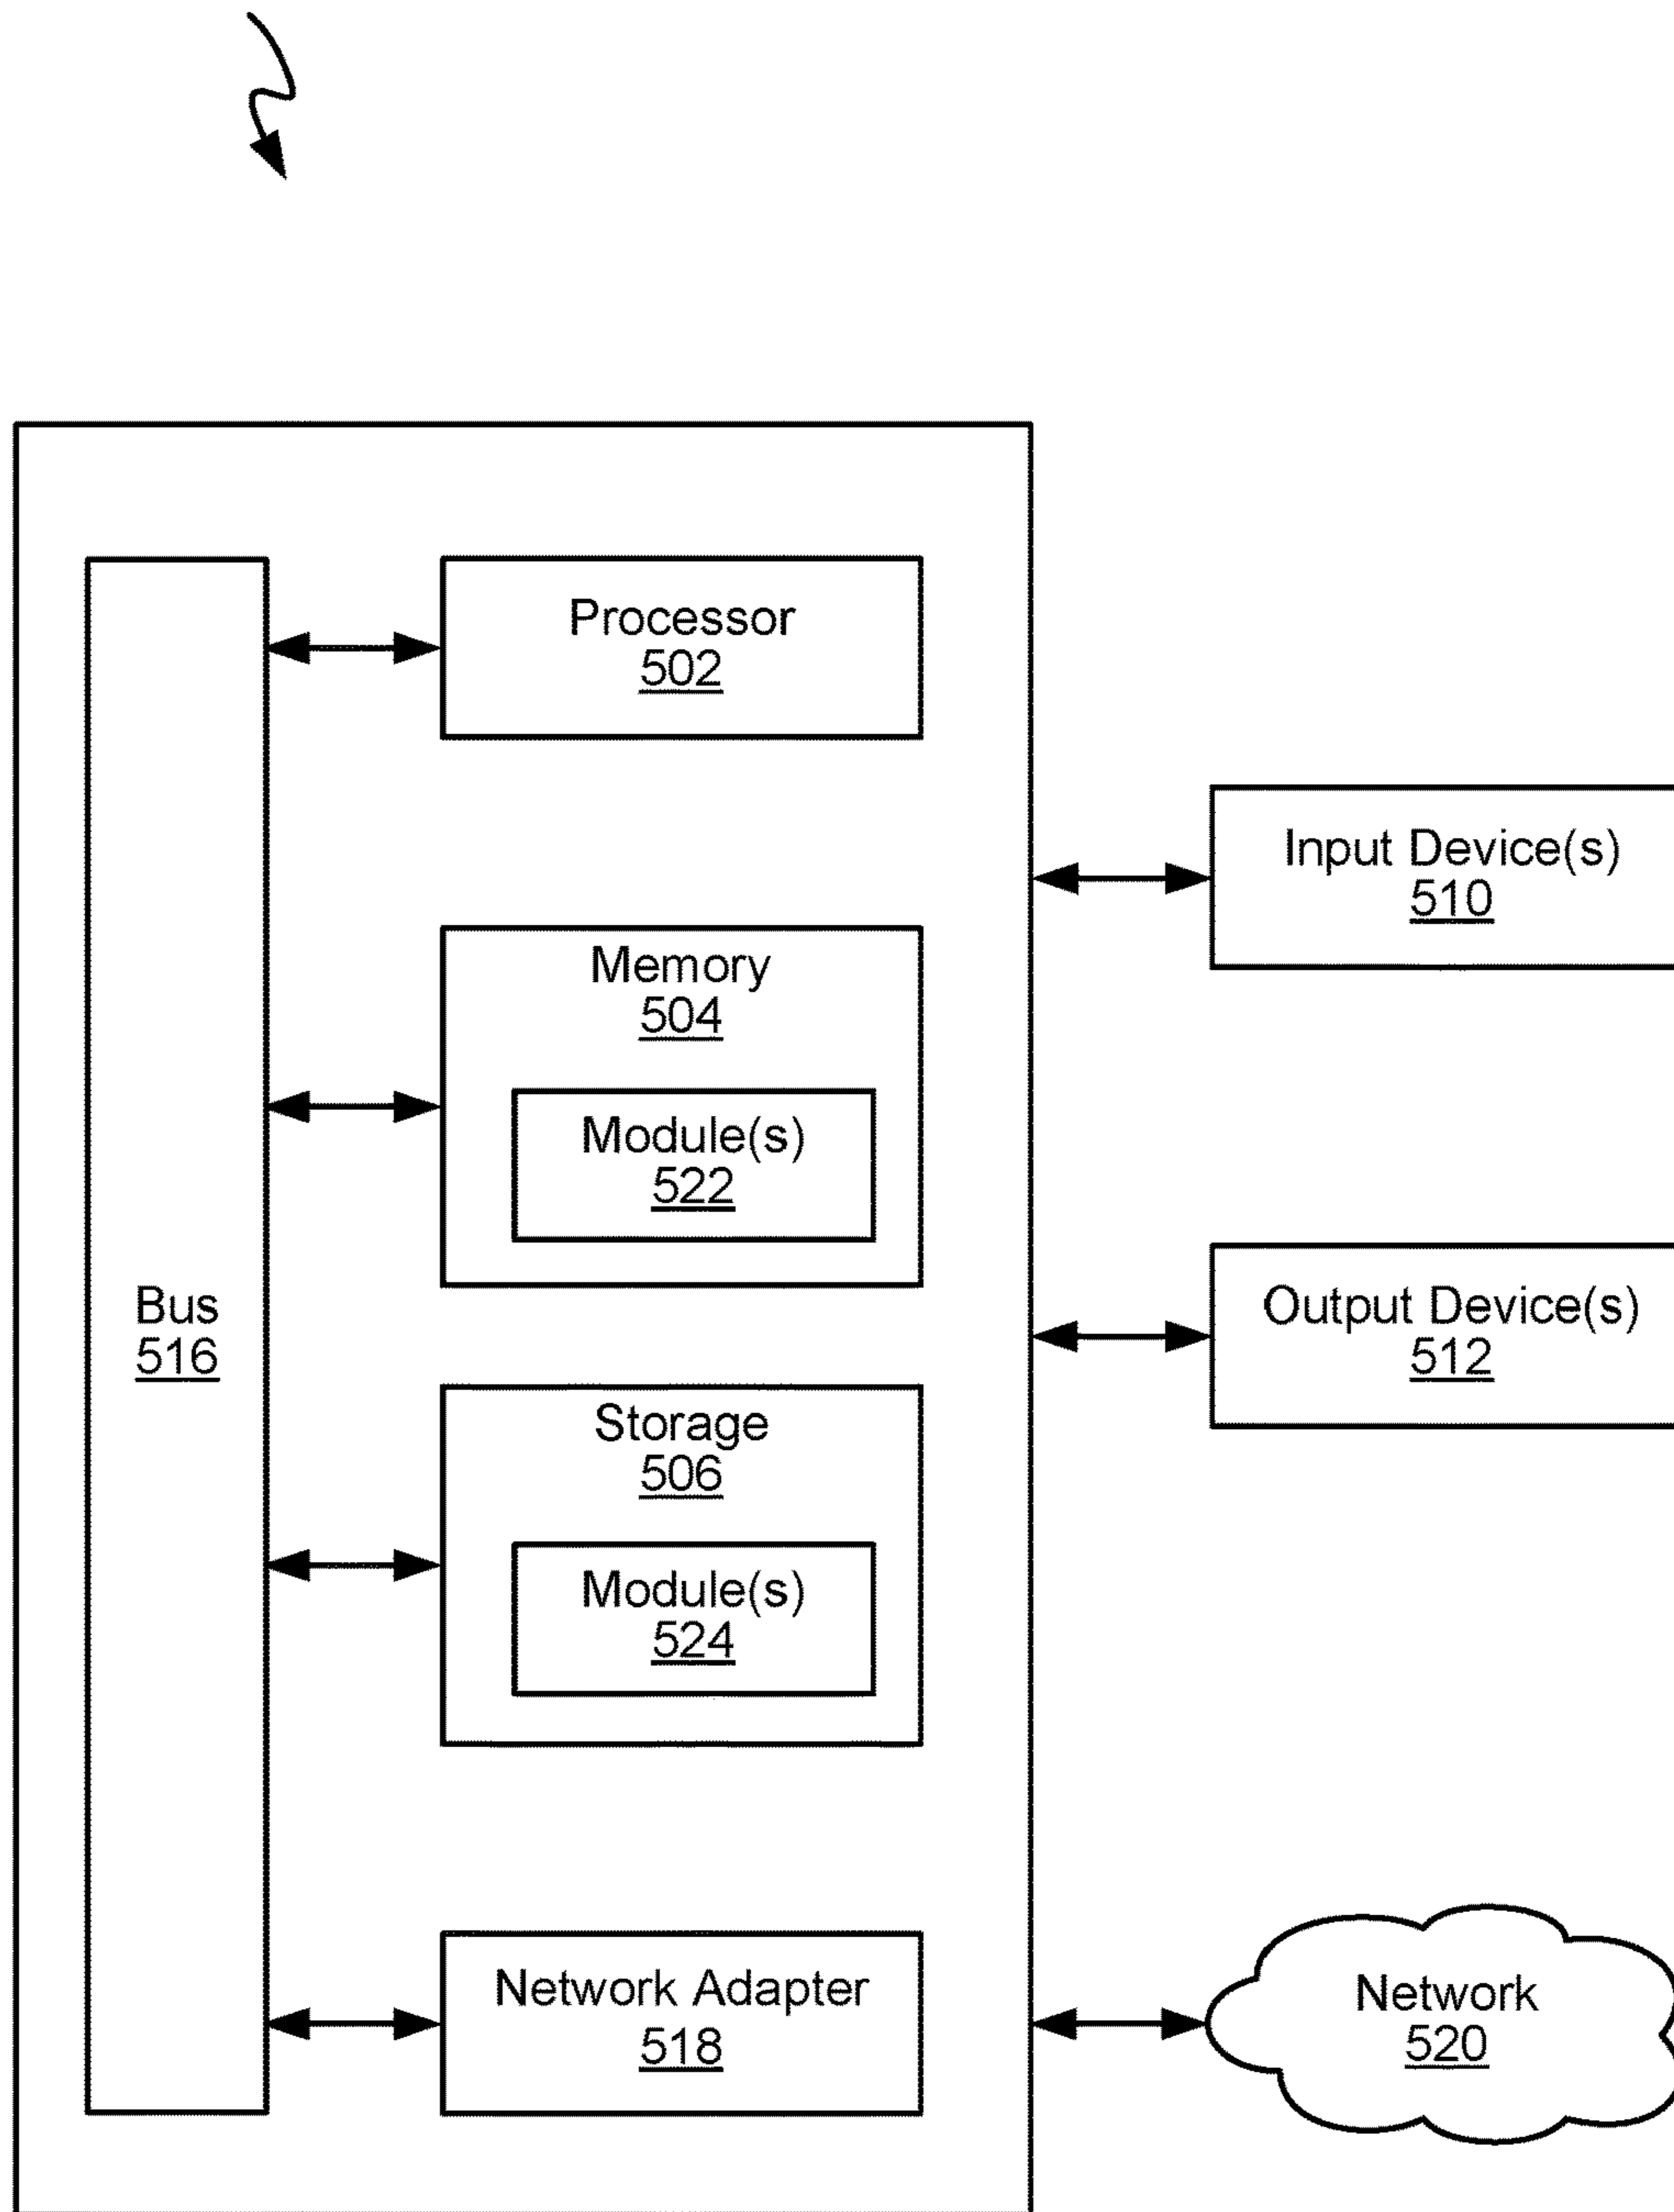 Processor
502
Memory
504
Module(s)
522
Bus
516
Storage
506
Module(s)
524
Network Adapter
518
Input Device(s)
510
Output Device(s)
512
Network
520